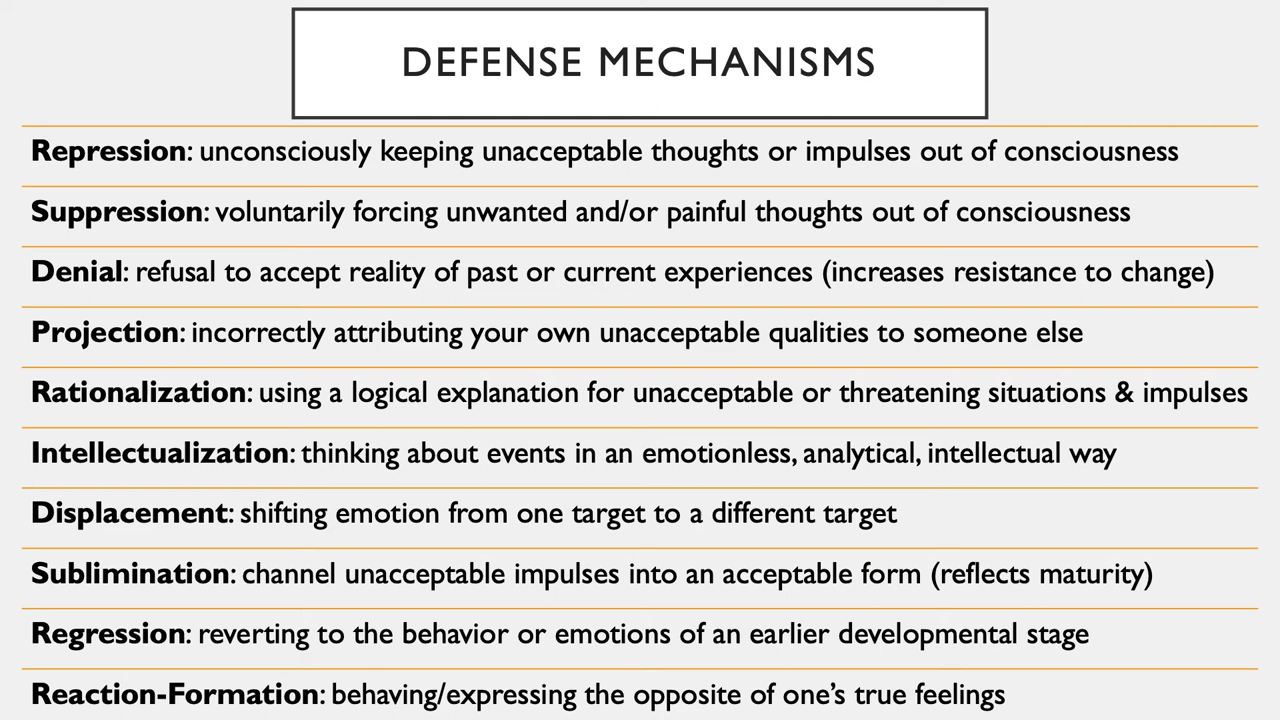 DEFENSE MECHANISMS
Repression: unconsciously keeping unacceptable thoughts or impulses out of consciousness
Suppression: voluntarily forcing unwanted and/or painful thoughts out of consciousness
Denial: refusal to accept reality of past or current experiences (increases resistance to change)
Projection: incorrectly attributing your own unacceptable qualities to someone else
Rationalization: using a logical explanation for unacceptable or threatening situations & impulses
Intellectualization: thinking about events in an emotionless, analytical, intellectual way
Displacement: shifting emotion from one target to a different target
Sublimination: channel unacceptable impulses into an acceptable form (reflects maturity)
Regression: reverting to the behavior or emotions of an earlier developmental stage
Reaction-Formation: behaving/expressing the opposite of one’s true feelings